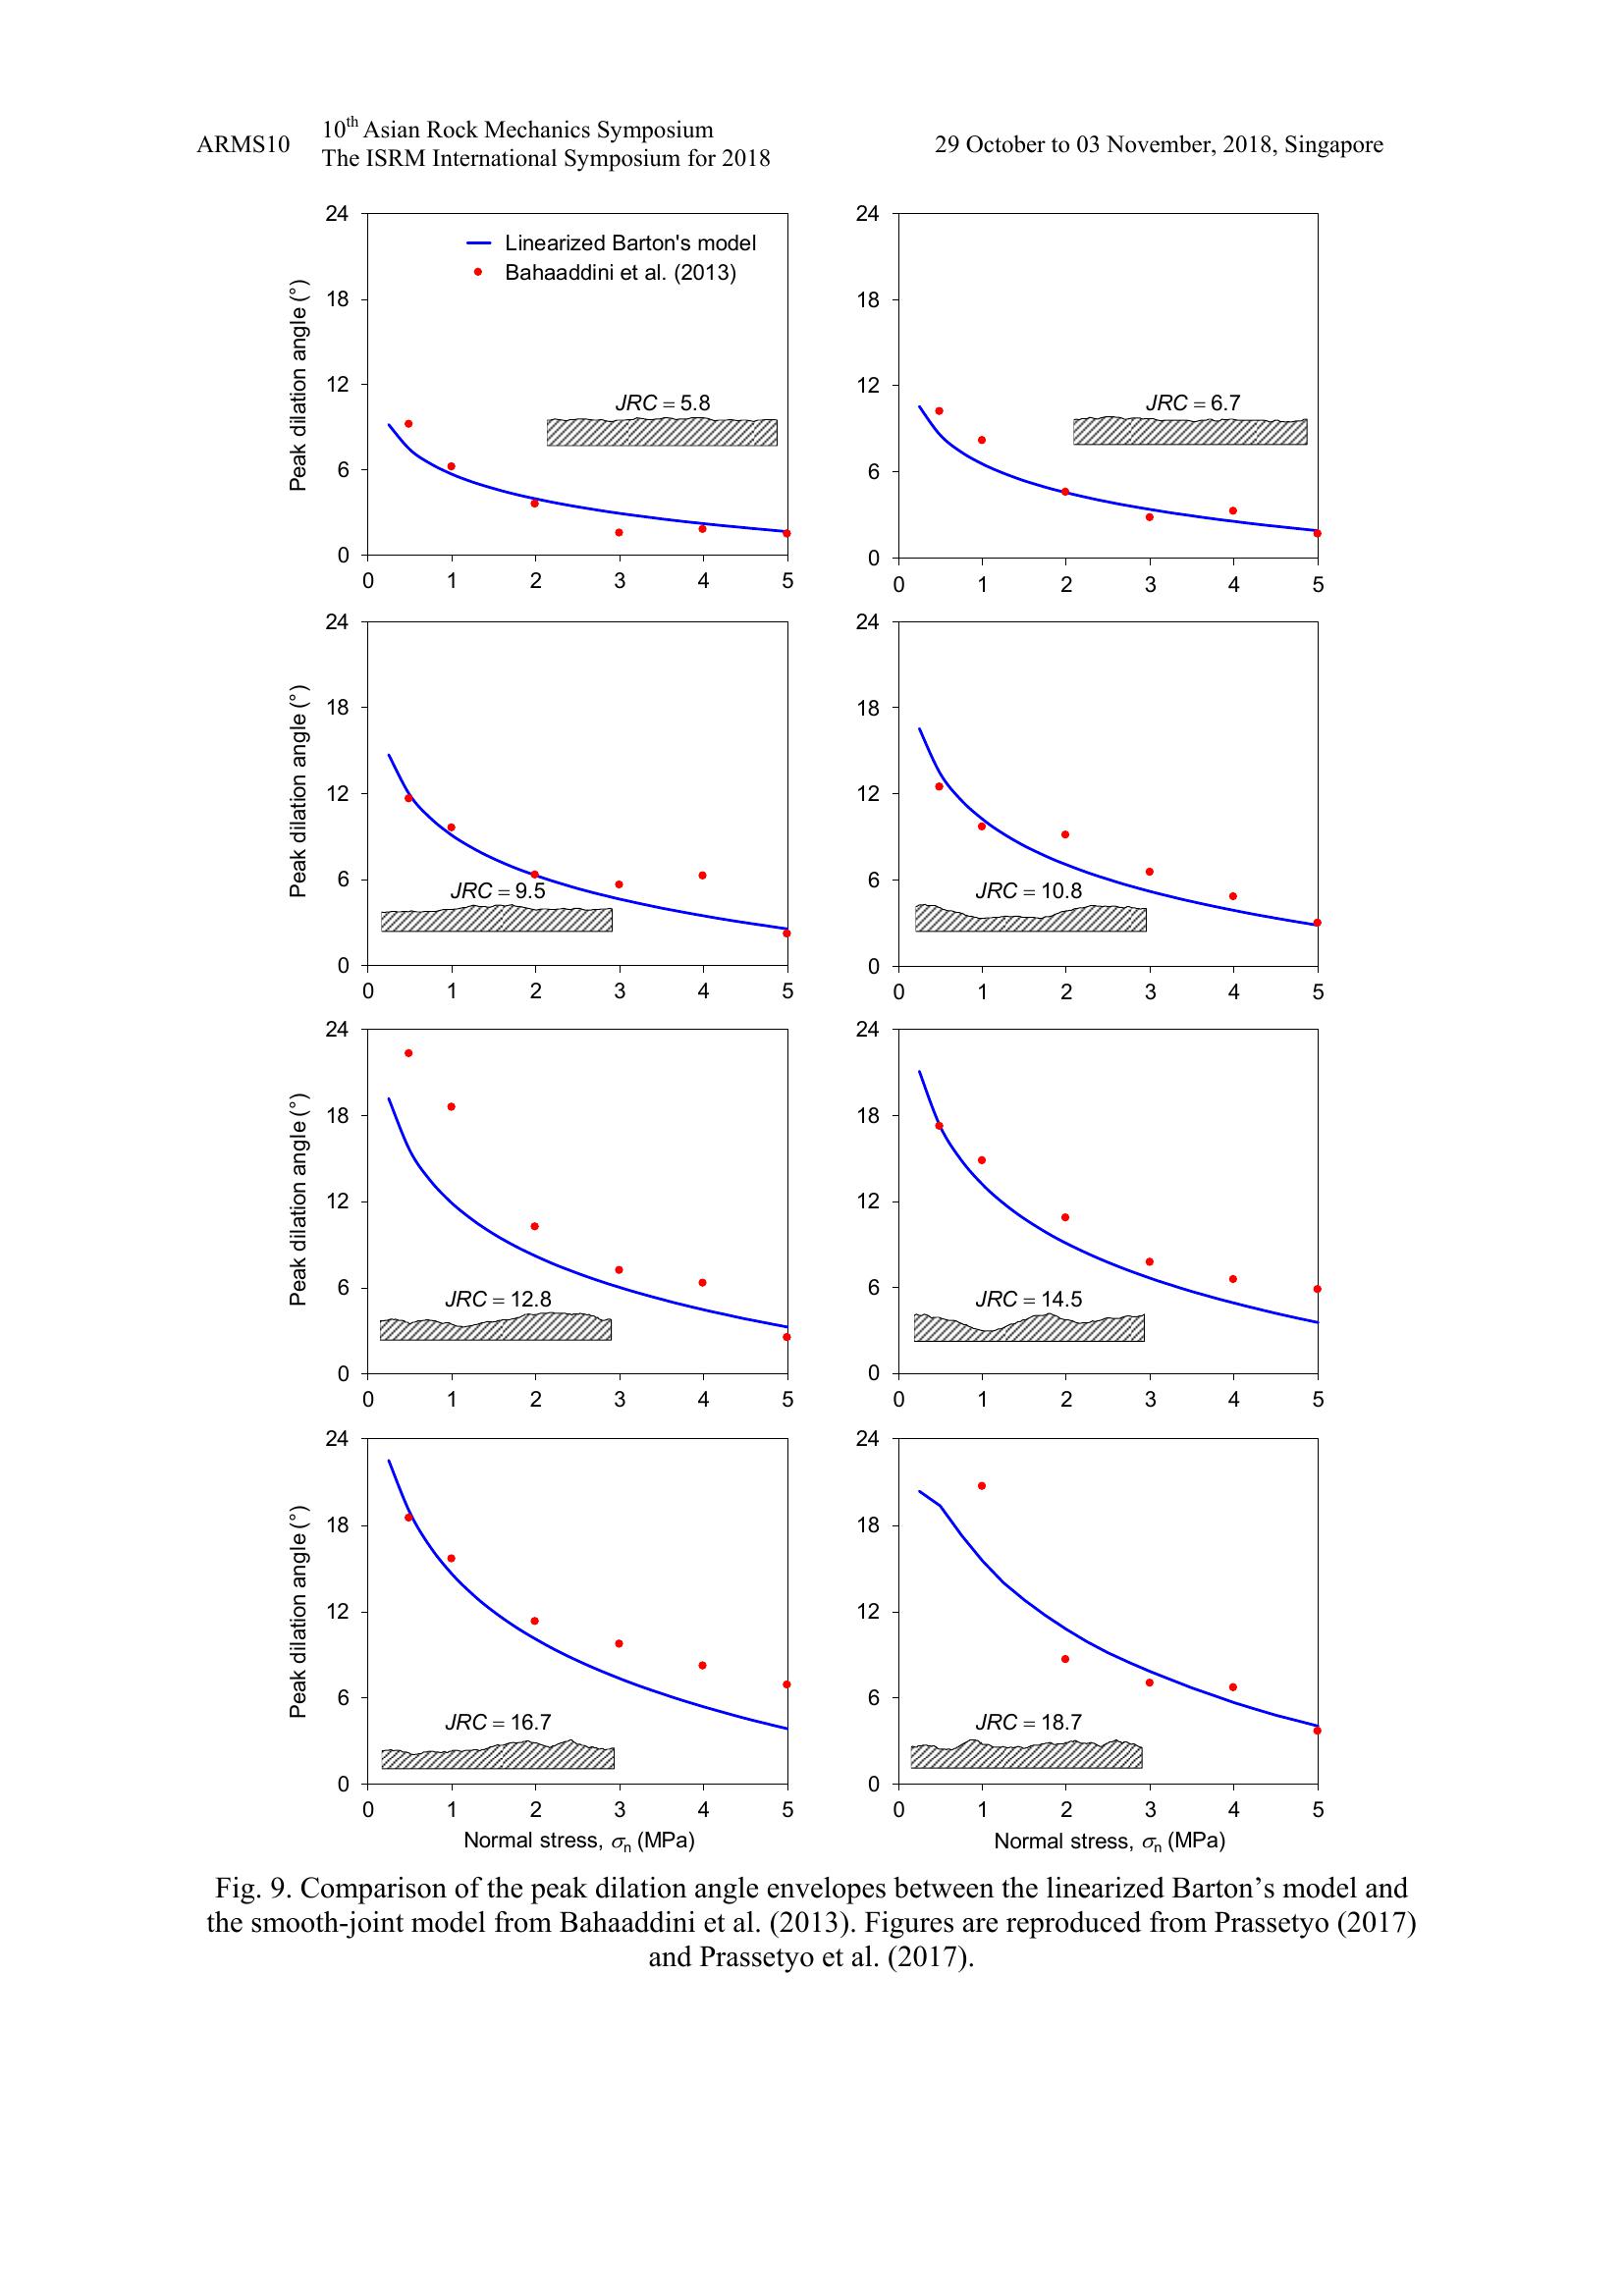 ARMS10
10th Asian Rock Mechanics Symposium
The ISRM International Symposium for 2018
29 October to 03 November, 2018, Singapore
24
18
12
6
0
0 1 2 3 4 5
Peak dilation angle (°)
Linearized Barton's model
Bahaaddini et al. (2013)
JRC = 5.8
24
18
12
6
0
0 1 2 3 4 5
JRC = 6.7
24
18
12
6
0
0 1 2 3 4 5
Peak dilation angle (°)
JRC = 9.5
24
18
12
6
0
0 1 2 3 4 5
JRC = 10.8
24
18
12
6
0
0 1 2 3 4 5
Peak dilation angle (°)
JRC = 12.8
24
18
12
6
0
0 1 2 3 4 5
JRC = 14.5
24
18
12
6
0
0 1 2 3 4 5
Peak dilation angle (°)
JRC = 16.7
Normal stress, σn (MPa)
24
18
12
6
0
0 1 2 3 4 5
JRC = 18.7
Normal stress, σn (MPa)
Fig. 9. Comparison of the peak dilation angle envelopes between the linearized Barton’s model and
the smooth-joint model from Bahaaddini et al. (2013). Figures are reproduced from Prassetyo (2017)
and Prassetyo et al. (2017).